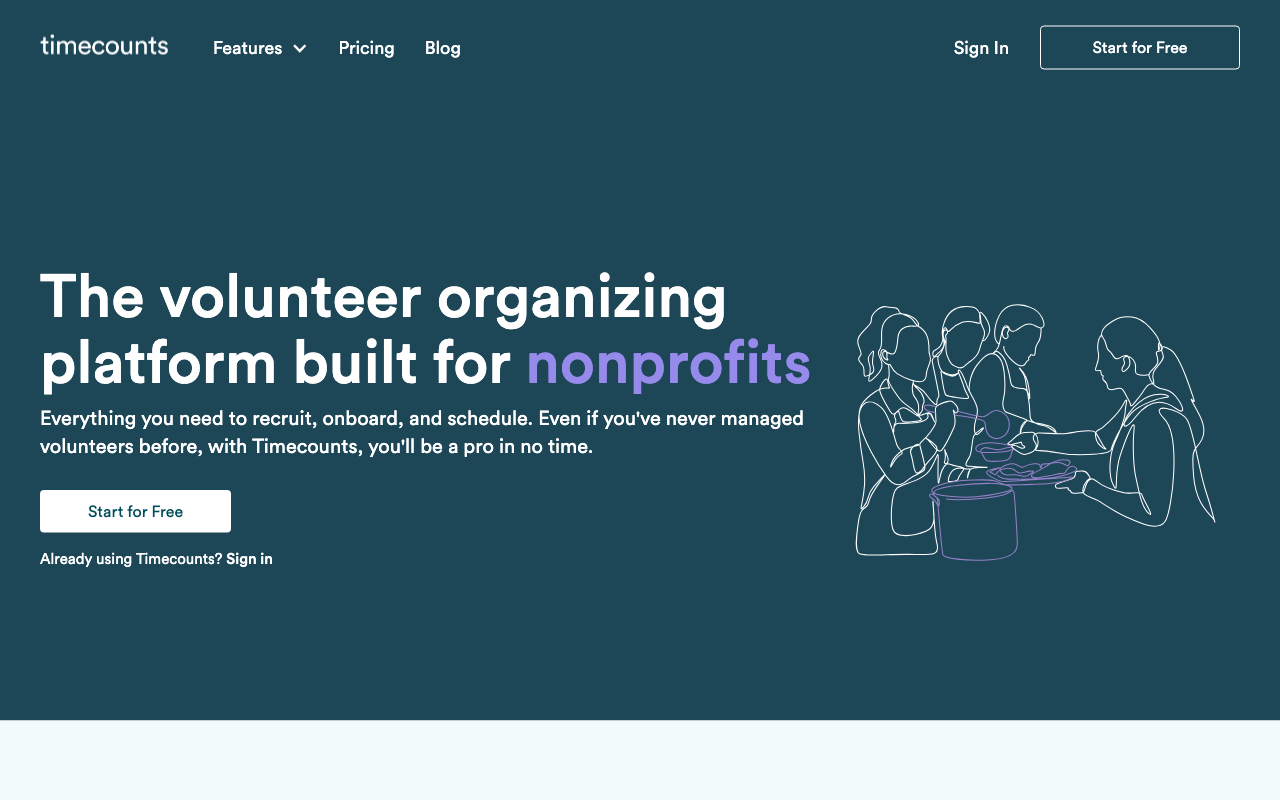 timecounts
Features
Pricing
Blog
Sign In
Start for Free
The volunteer organizing
platform built for nonprofits
Everything you need to recruit, onboard, and schedule. Even if you've never managed
volunteers before, with Timecounts, you'll be a pro in no time.
Start for Free
Already using Timecounts? Sign in